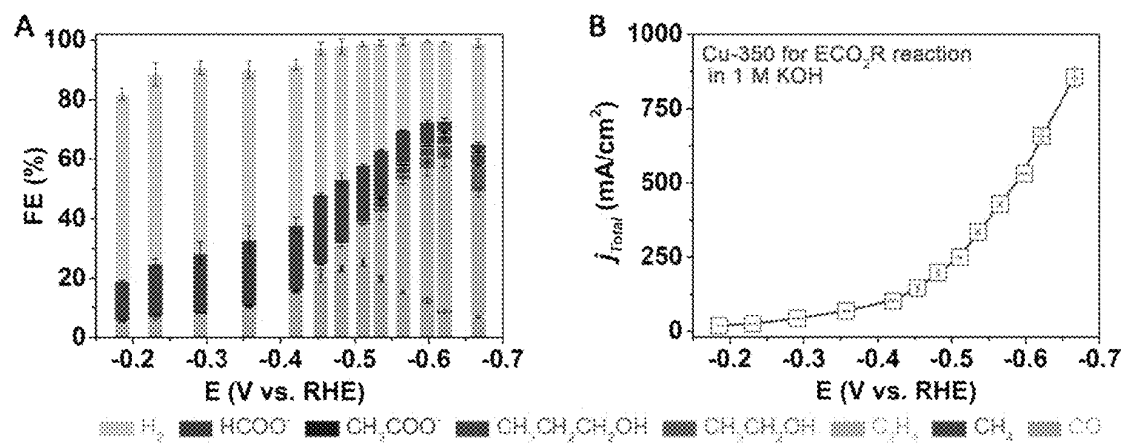 A
FE (%)
100
80
60
40
20
0
-0.2 -0.3 -0.4 -0.5 -0.6 -0.7
E (V vs. RHE)
B
Cu-350 for ECO₂R reaction
in 1 M KOH
j_Total (mA/cm²)
1000
750
500
250
0
-0.2 -0.3 -0.4 -0.5 -0.6 -0.7
E (V vs. RHE)
H₂ HCOO⁻ CH₃COO⁻ CH₃CH₂CH₂OH CH₃CH₂OH C₂H₄ CH₄ CO